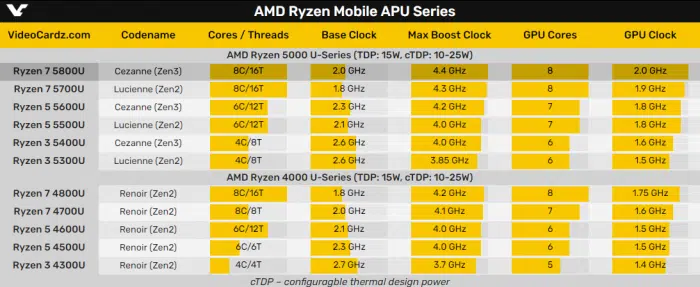 AMD Ryzen Mobile APU Series
VideoCardz.com Codename Cores / Threads Base Clock Max Boost Clock GPU Cores GPU Clock
AMD Ryzen 5000 U-Series (TDP: 15W, cTDP: 10-25W)
Ryzen 7 5800U Cezanne (Zen3) 8C/16T 2.0 GHz 4.4 GHz 8 2.0 GHz
Ryzen 7 5700U Lucienne (Zen2) 8C/16T 1.8 GHz 4.3 GHz 8 1.9 GHz
Ryzen 5 5600U Cezanne (Zen3) 6C/12T 2.3 GHz 4.2 GHz 7 1.8 GHz
Ryzen 5 5500U Lucienne (Zen2) 6C/12T 2.1 GHz 4.0 GHz 7 1.8 GHz
Ryzen 3 5400U Cezanne (Zen3) 4C/8T 2.6 GHz 4.0 GHz 6 1.6 GHz
Ryzen 3 5300U Lucienne (Zen2) 4C/8T 2.6 GHz 3.85 GHz 6 1.5 GHz
AMD Ryzen 4000 U-Series (TDP: 15W, cTDP: 10-25W)
Ryzen 7 4800U Renoir (Zen2) 8C/16T 1.8 GHz 4.2 GHz 8 1.75 GHz
Ryzen 7 4700U Renoir (Zen2) 8C/8T 2.0 GHz 4.1 GHz 7 1.6 GHz
Ryzen 5 4600U Renoir (Zen2) 6C/12T 2.1 GHz 4.0 GHz 6 1.5 GHz
Ryzen 5 4500U Renoir (Zen2) 6C/6T 2.3 GHz 4.0 GHz 6 1.5 GHz
Ryzen 3 4300U Renoir (Zen2) 4C/4T 2.7 GHz 3.7 GHz 5 1.4 GHz
cTDP – configuragble thermal design power